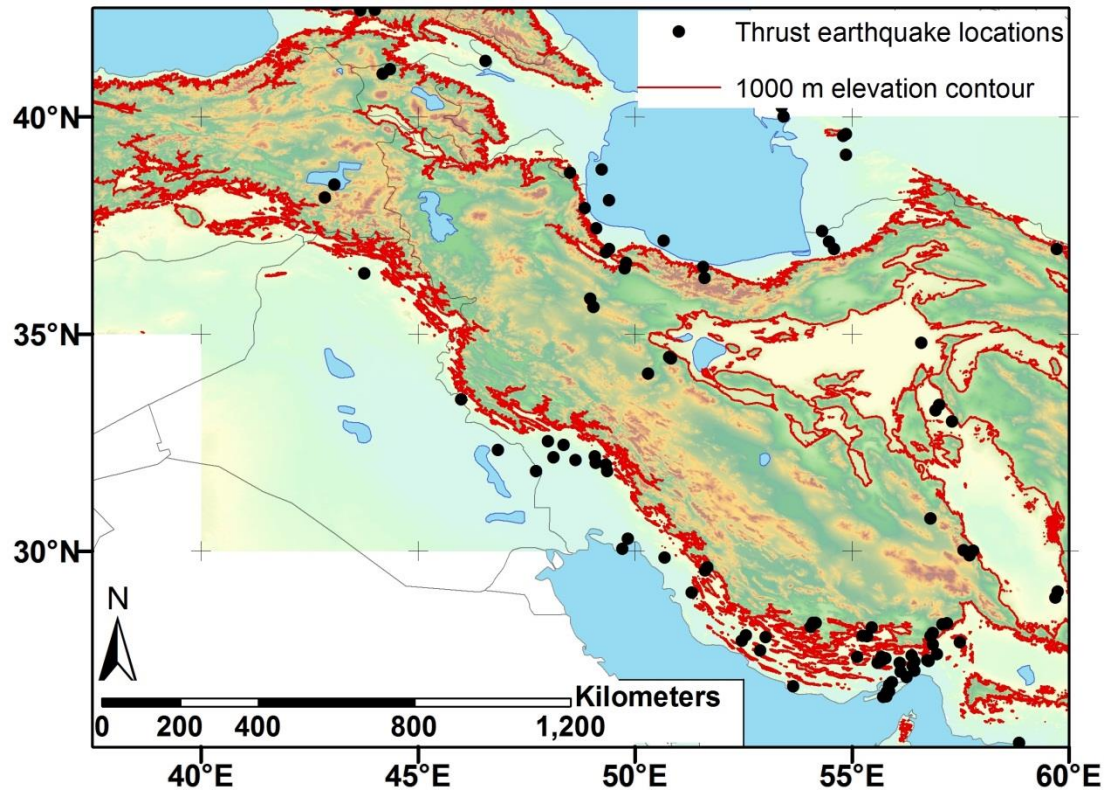 Thrust earthquake locations
1000 m elevation contour
40°N
35°N
30°N
N
Kilometers
0 200 400 800 1,200
40°E 45°E 50°E 55°E 60°E